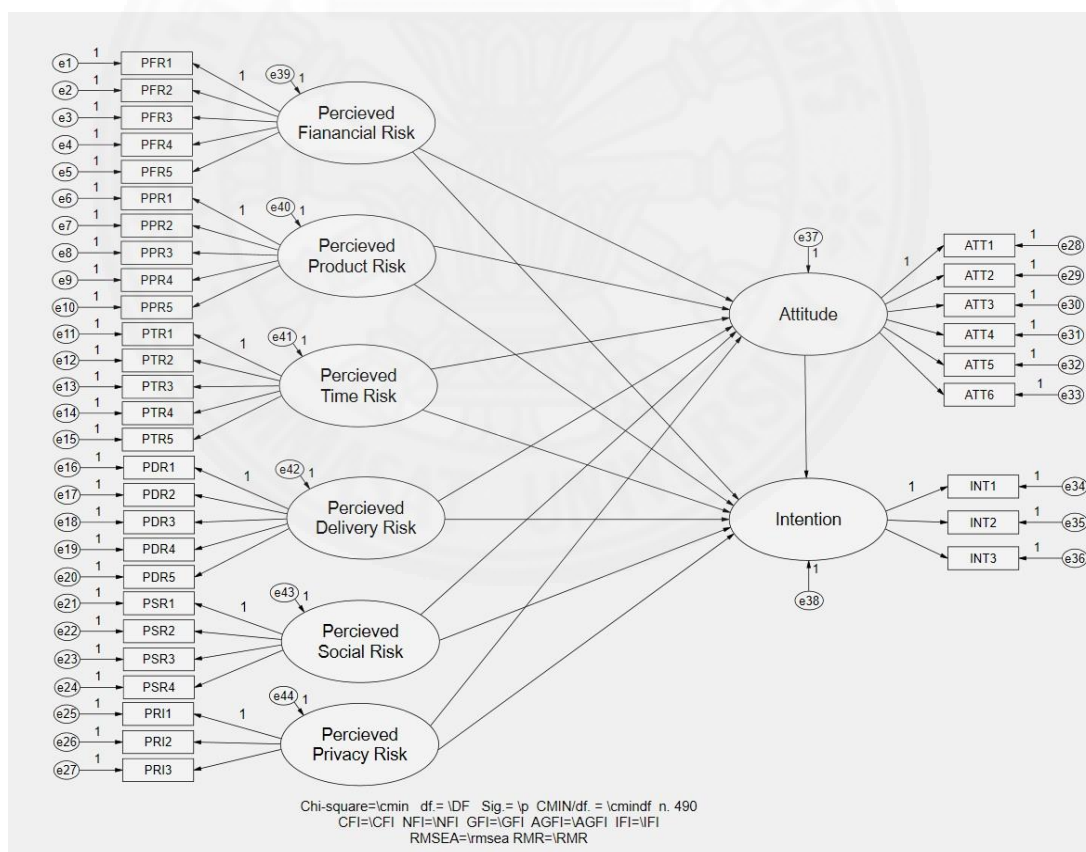 e1 1 PFR1
e2 1 PFR2
e3 1 PFR3
e4 1 PFR4
e5 1 PFR5
1 e39 1
Percieved
Fianancial Risk
e6 1 PPR1
e7 1 PPR2
e8 1 PPR3
e9 1 PPR4
e10 1 PPR5
1 e40 1
Percieved
Product Risk
e11 1 PTR1
e12 1 PTR2
e13 1 PTR3
e14 1 PTR4
e15 1 PTR5
1 e41 1
Percieved
Time Risk
e16 1 PDR1
e17 1 PDR2
e18 1 PDR3
e19 1 PDR4
e20 1 PDR5
1 e42 1
Percieved
Delivery Risk
e21 1 PSR1
e22 1 PSR2
e23 1 PSR3
e24 1 PSR4
1 e43 1
Percieved
Social Risk
e25 1 PRI1
e26 1 PRI2
e27 1 PRI3
1 e44 1
Percieved
Privacy Risk
e37
1
Attitude
1 ATT1 1 e28
ATT2 1 e29
ATT3 1 e30
ATT4 1 e31
ATT5 1 e32
ATT6 1 e33
Intention
1
e38
1 INT1 1 e34
INT2 1 e35
INT3 1 e36
Chi-square=\cmin df.= \DF Sig.= \p CMIN/df. = \cmindf n. 490
CFI=\CFI NFI=\NFI GFI=\GFI AGFI=\AGFI IFI=\IFI
RMSEA=\rmsea RMR=\RMR